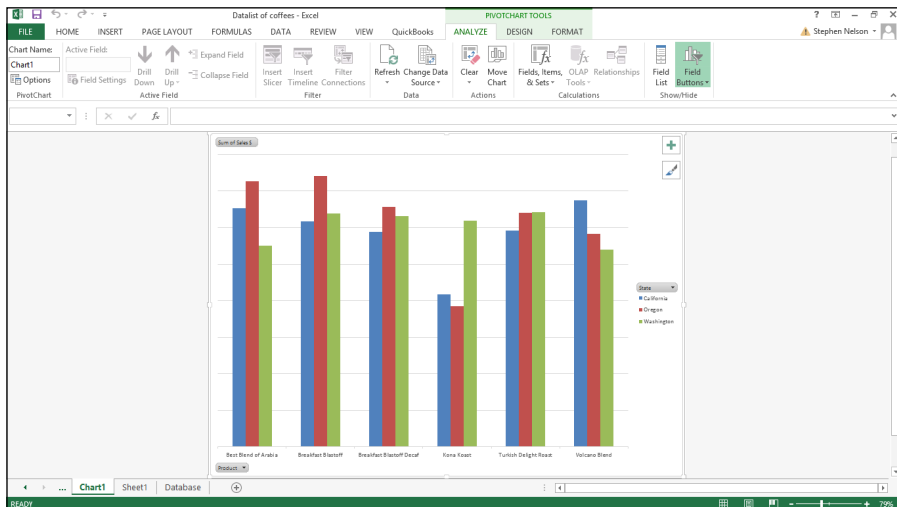 Datalist of coffees - Excel
PIVOTCHART TOOLS
?
FILE HOME INSERT PAGE LAYOUT FORMULAS DATA REVIEW VIEW QuickBooks ANALYZE DESIGN FORMAT
Stephen Nelson
Chart Name: Active Field:
Chart1
Options
Field Settings
Drill Down
Drill Up
Expand Field
Collapse Field
Insert Slicer
Insert Timeline
Filter Connections
Refresh
Change Data Source
Clear
Move Chart
Fields, Items, & Sets
OLAP Tools
Relationships
Field List
Field Buttons
PivotChart Active Field Filter Data Actions Calculations Show/Hide
fx
Sum of Sales $
State
California
Oregon
Washington
Best Blend of Arabia Breakfast Blastoff Breakfast Blastoff Decaf Kona Koast Turkish Delight Roast Volcano Blend
Product
... Chart1 Sheet1 Database
READY
79%